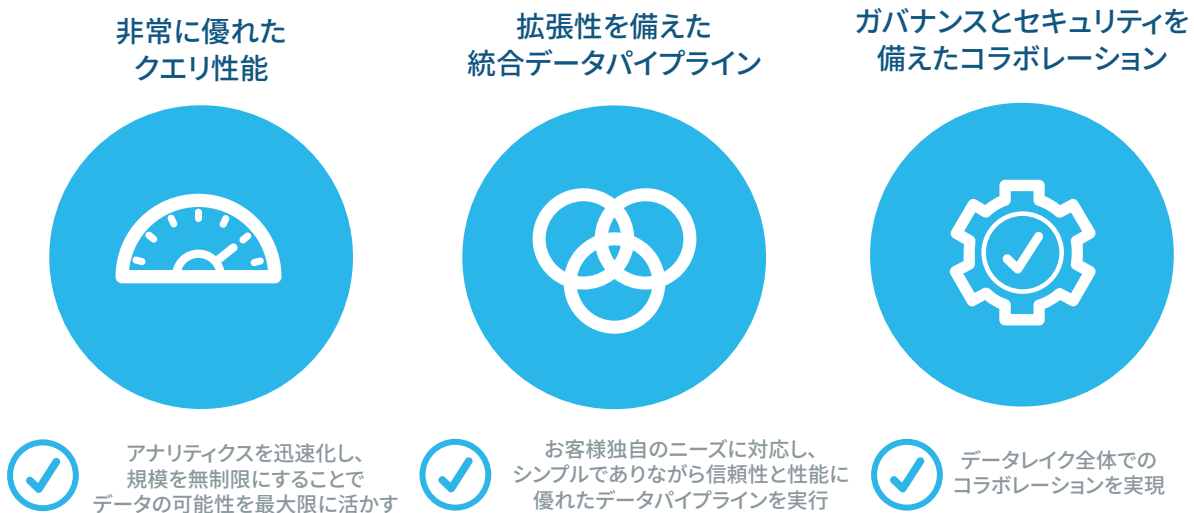 非常に優れた
クエリ性能
拡張性を備えた
統合データパイプライン
ガバナンスとセキュリティを
備えたコラボレーション
アナリティクスを迅速化し、
規模を無制限にすることで
データの可能性を最大限に活かす
お客様独自のニーズに対応し、
シンプルでありながら信頼性と性能に
優れたデータパイプラインを実行
データレイク全体での
コラボレーションを実現